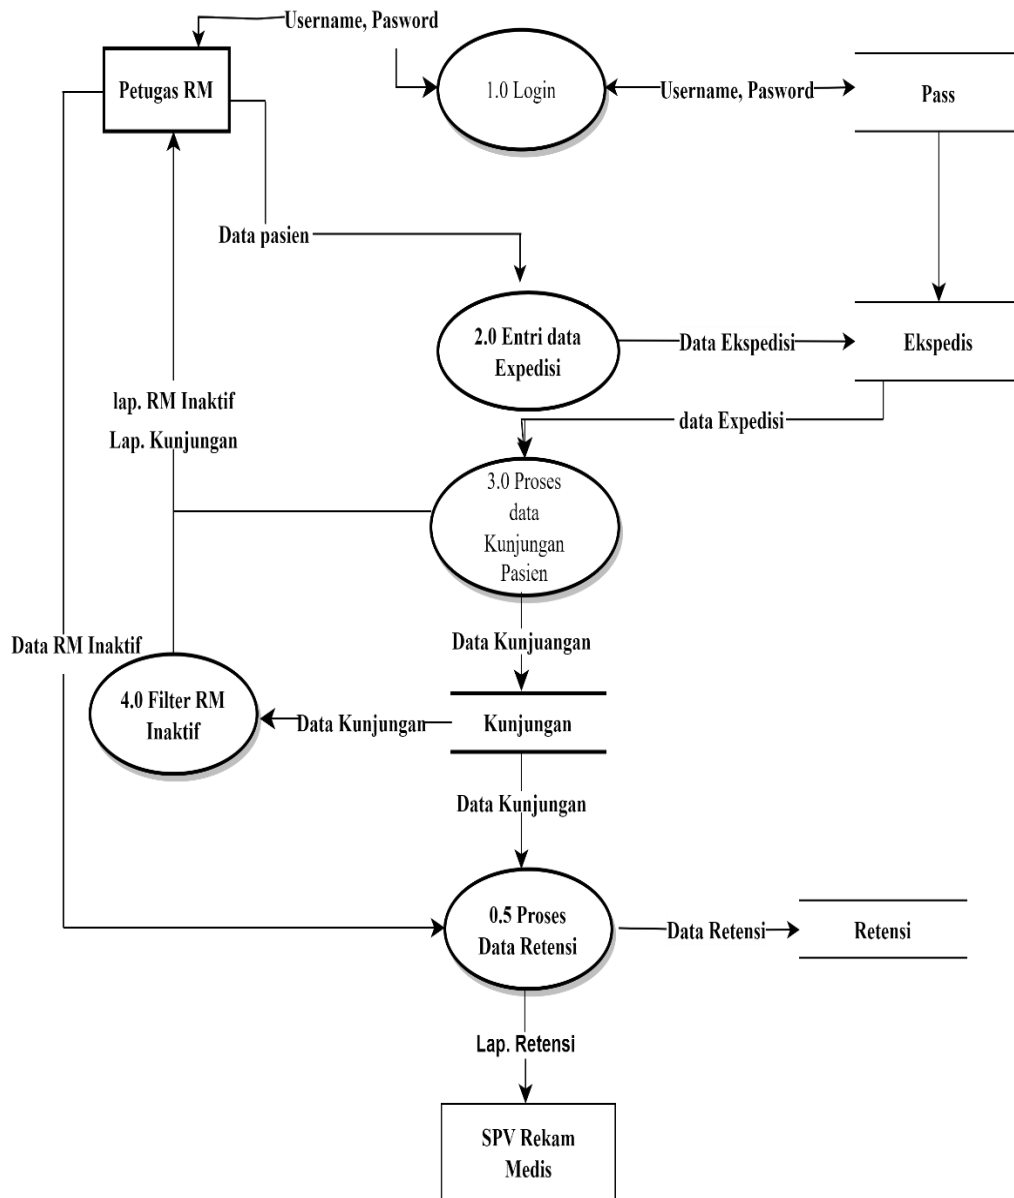 Username, Pasword
Petugas RM
1.0 Login
Username, Pasword
Pass
Data pasien
2.0 Entri data
Expedisi
Data Ekspedisi
Ekspedis
lap. RM Inaktif
Lap. Kunjungan
data Expedisi
3.0 Proses
data
Kunjungan
Pasien
Data RM Inaktif
Data Kunjuangan
4.0 Filter RM
Inaktif
Data Kunjungan
Kunjungan
Data Kunjungan
0.5 Proses
Data Retensi
Data Retensi
Retensi
Lap. Retensi
SPV Rekam
Medis